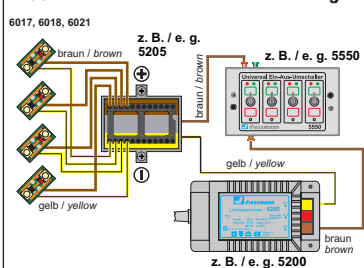 6017, 6018, 6021
z. B. / e. g.
5205
z. B. / e. g. 5550
braun / brown
braun / brown
Universal Ein-Aus-Umschalter
viessmann
5550
gelb / yellow
gelb / yellow
viessmann
5200
braun
brown
z. B. / e. g. 5200